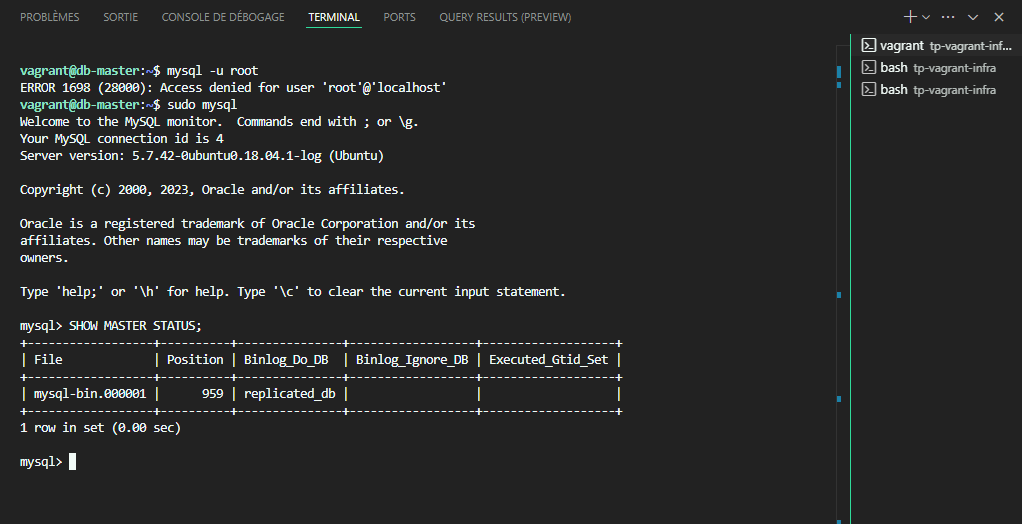 PROBLÈMES SORTIE CONSOLE DE DÉBOGAGE TERMINAL PORTS QUERY RESULTS (PREVIEW)
vagrant tp-vagrant-inf...
bash tp-vagrant-infra
bash tp-vagrant-infra
vagrant@db-master:~$ mysql -u root
ERROR 1698 (28000): Access denied for user 'root'@'localhost'
vagrant@db-master:~$ sudo mysql
Welcome to the MySQL monitor.  Commands end with ; or \g.
Your MySQL connection id is 4
Server version: 5.7.42-0ubuntu0.18.04.1-log (Ubuntu)
Copyright (c) 2000, 2023, Oracle and/or its affiliates.
Oracle is a registered trademark of Oracle Corporation and/or its
affiliates. Other names may be trademarks of their respective
owners.
Type 'help;' or '\h' for help. Type '\c' to clear the current input statement.
mysql> SHOW MASTER STATUS;
+------------------+----------+--------------+------------------+-------------------+
| File             | Position | Binlog_Do_DB | Binlog_Ignore_DB | Executed_Gtid_Set |
+------------------+----------+--------------+------------------+-------------------+
| mysql-bin.000001 |      959 | replicated_db |                  |                   |
+------------------+----------+--------------+------------------+-------------------+
1 row in set (0.00 sec)
mysql>